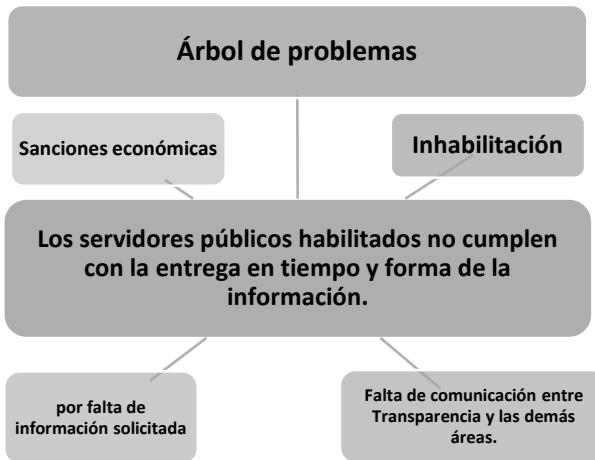 Árbol de problemas
Sanciones económicas
Inhabilitación
Los servidores públicos habilitados no cumplen
con la entrega en tiempo y forma de la
información.
por falta de
información solicitada
Falta de comunicación entre
Transparencia y las demás
áreas.